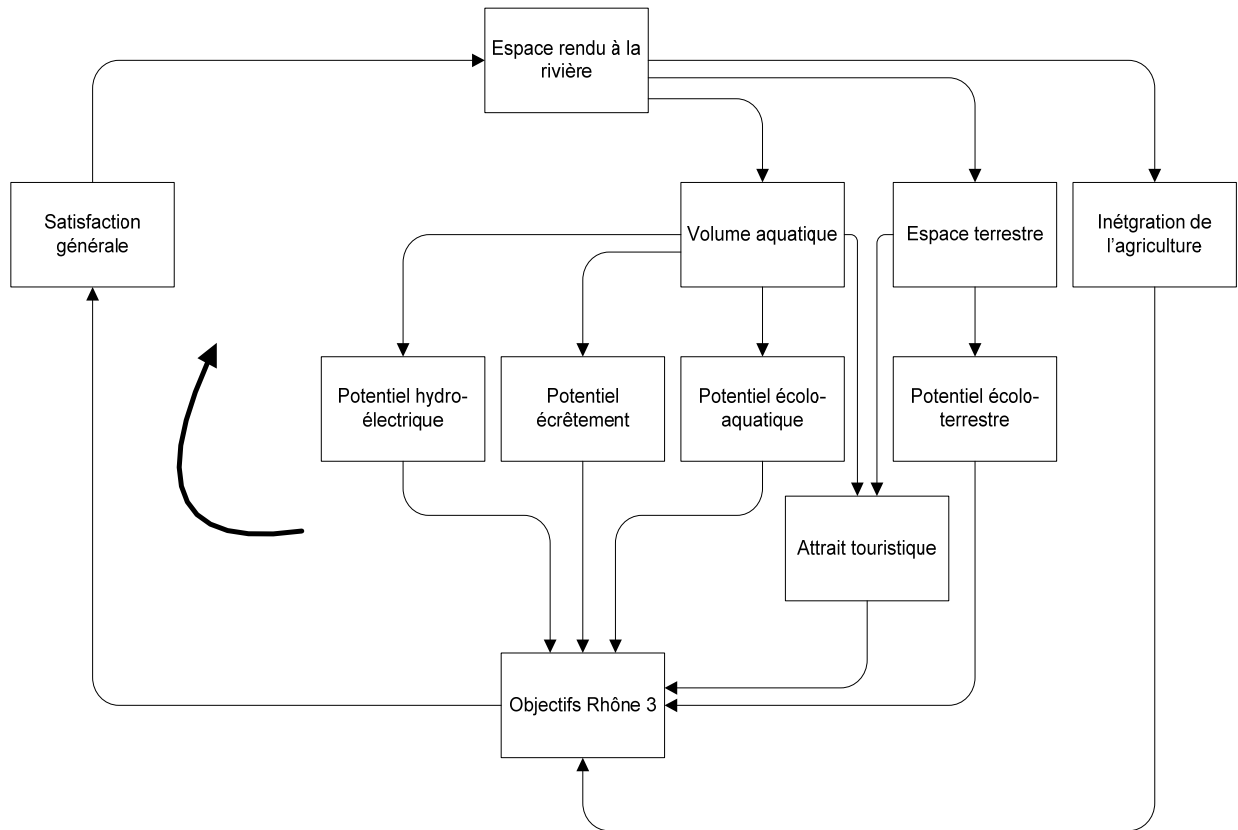 Espace rendu à la
rivière
Satisfaction
générale
Volume aquatique
Espace terrestre
Inétgration de
l'agriculture
Potentiel hydro-
électrique
Potentiel
écrêtement
Potentiel écolo-
aquatique
Potentiel écolo-
terrestre
Attrait touristique
Objectifs Rhône 3